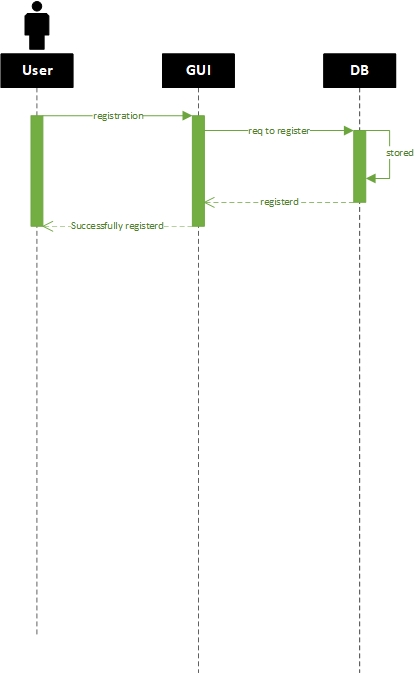 User
GUI
DB
registration
req to register
stored
registerd
Successfully registerd